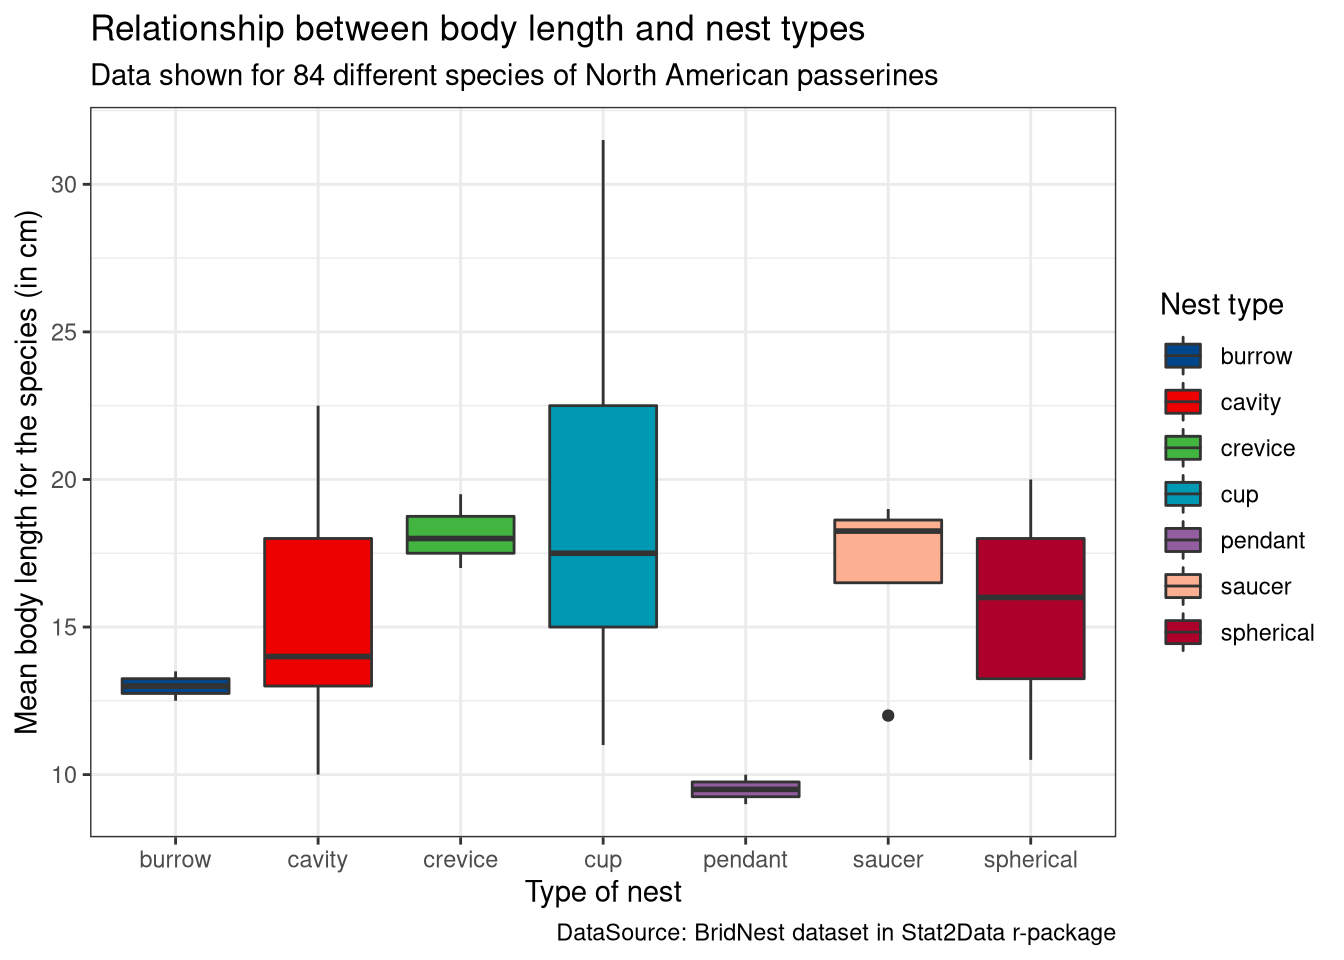 Relationship between body length and nest types
Data shown for 84 different species of North American passerines
Mean body length for the species (in cm)
30
25
20
15
10
burrow cavity crevice cup pendant saucer spherical
Type of nest
DataSource: BridNest dataset in Stat2Data r-package
Nest type
burrow
cavity
crevice
cup
pendant
saucer
spherical